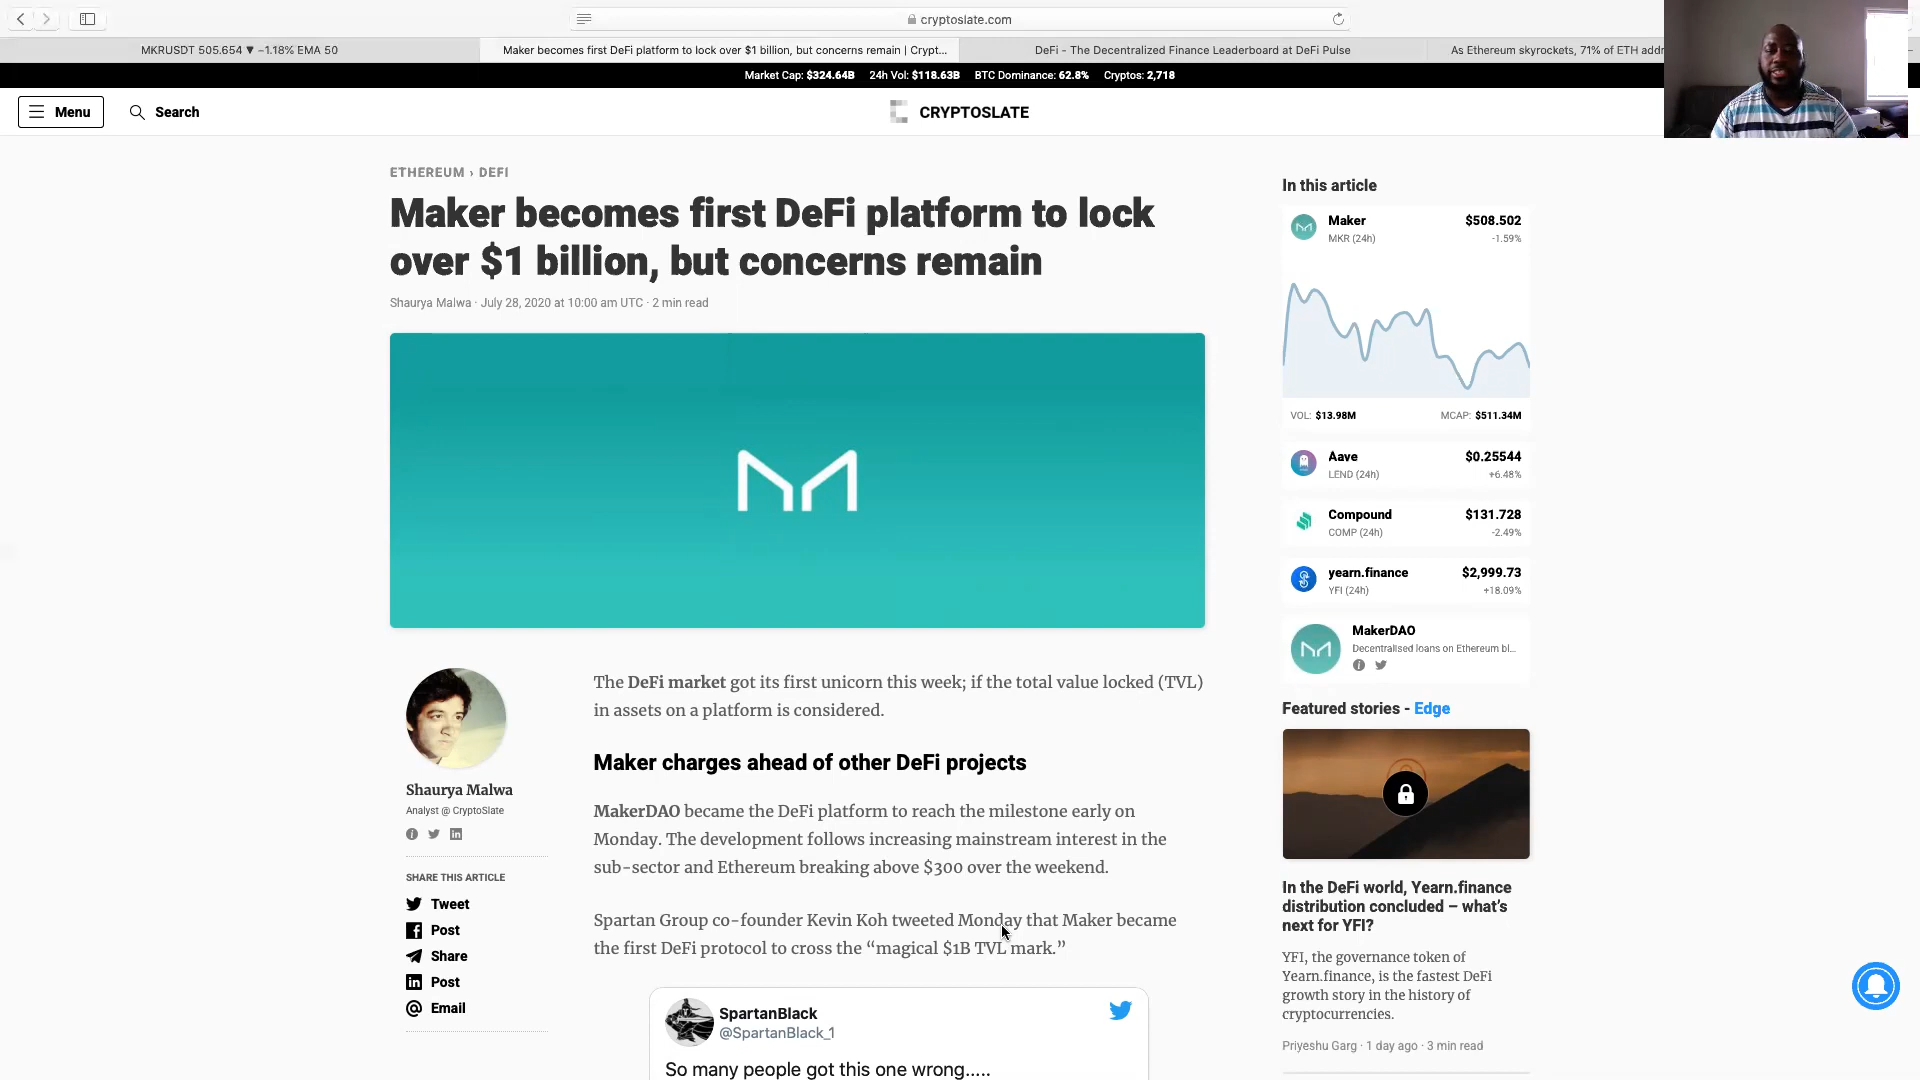 cryptoslate.com
MKRUSDT 505.654 ▼ −1.18% EMA 50
Maker becomes first DeFi platform to lock over $1 billion, but concerns remain | Crypt...
DeFi - The Decentralized Finance Leaderboard at DeFi Pulse
As Ethereum skyrockets, 71% of ETH addr
Market Cap: $324.64B 24h Vol: $118.63B BTC Dominance: 62.8% Cryptos: 2,718
Menu
Search
CRYPTOSLATE
ETHEREUM › DEFI
Maker becomes first DeFi platform to lock
over $1 billion, but concerns remain
Shaurya Malwa · July 28, 2020 at 10:00 am UTC · 2 min read
Shaurya Malwa
Analyst @ CryptoSlate
SHARE THIS ARTICLE
Tweet
Post
Share
Post
Email
The DeFi market got its first unicorn this week; if the total value locked (TVL)
in assets on a platform is considered.
Maker charges ahead of other DeFi projects
MakerDAO became the DeFi platform to reach the milestone early on
Monday. The development follows increasing mainstream interest in the
sub-sector and Ethereum breaking above $300 over the weekend.
Spartan Group co-founder Kevin Koh tweeted Monday that Maker became
the first DeFi protocol to cross the “magical $1B TVL mark.”
SpartanBlack
@SpartanBlack_1
So many people got this one wrong.....
In this article
Maker $508.502
MKR (24h) -1.59%
VOL: $13.98M MCAP: $511.34M
Aave $0.25544
LEND (24h) +6.48%
Compound $131.728
COMP (24h) -2.49%
yearn.finance $2,999.73
YFI (24h) +18.09%
MakerDAO
Decentralised loans on Ethereum bl...
Featured stories - Edge
In the DeFi world, Yearn.finance
distribution concluded – what’s
next for YFI?
YFI, the governance token of
Yearn.finance, is the fastest DeFi
growth story in the history of
cryptocurrencies.
Priyeshu Garg · 1 day ago · 3 min read